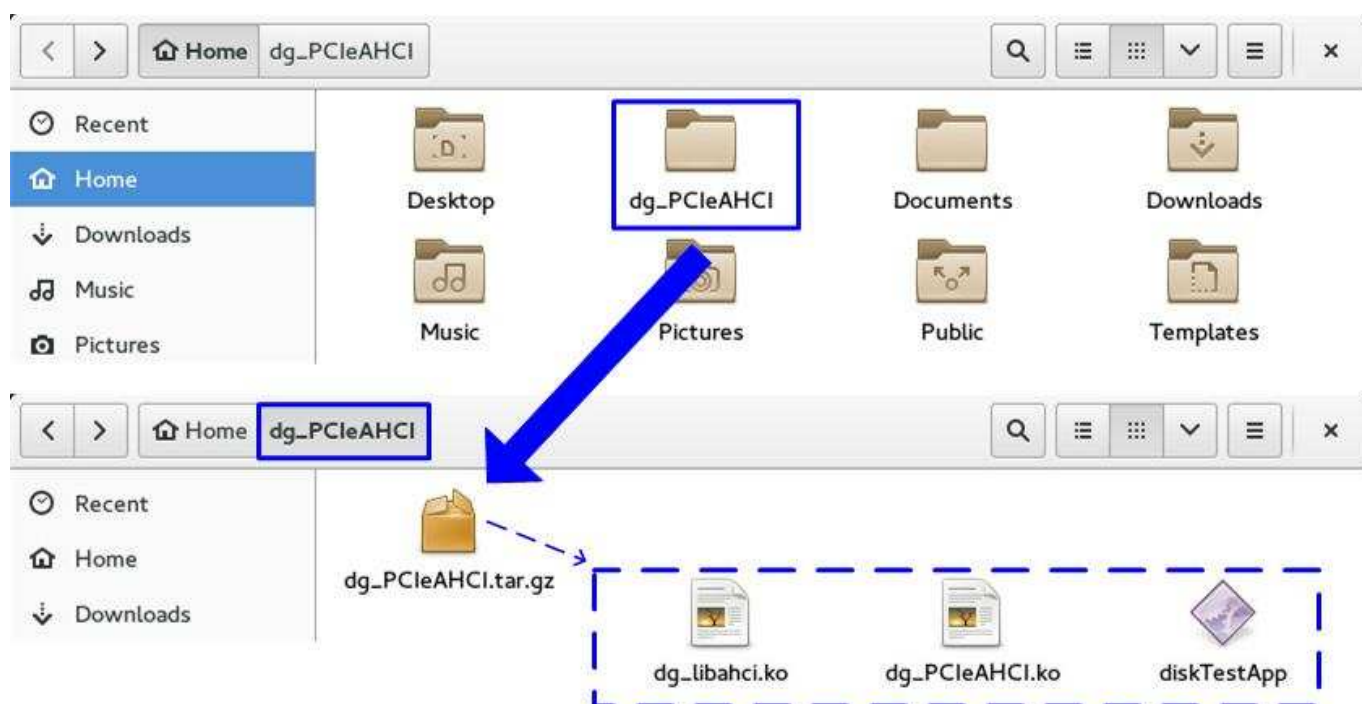 Home dg_PCIeAHCI
Recent
Home
Downloads
Music
Pictures
Desktop dg_PCIeAHCI Documents Downloads
Music Pictures Public Templates
Home dg_PCIeAHCI
Recent
Home
Downloads
dg_PCIeAHCI.tar.gz
dg_libahci.ko dg_PCIeAHCI.ko diskTestApp